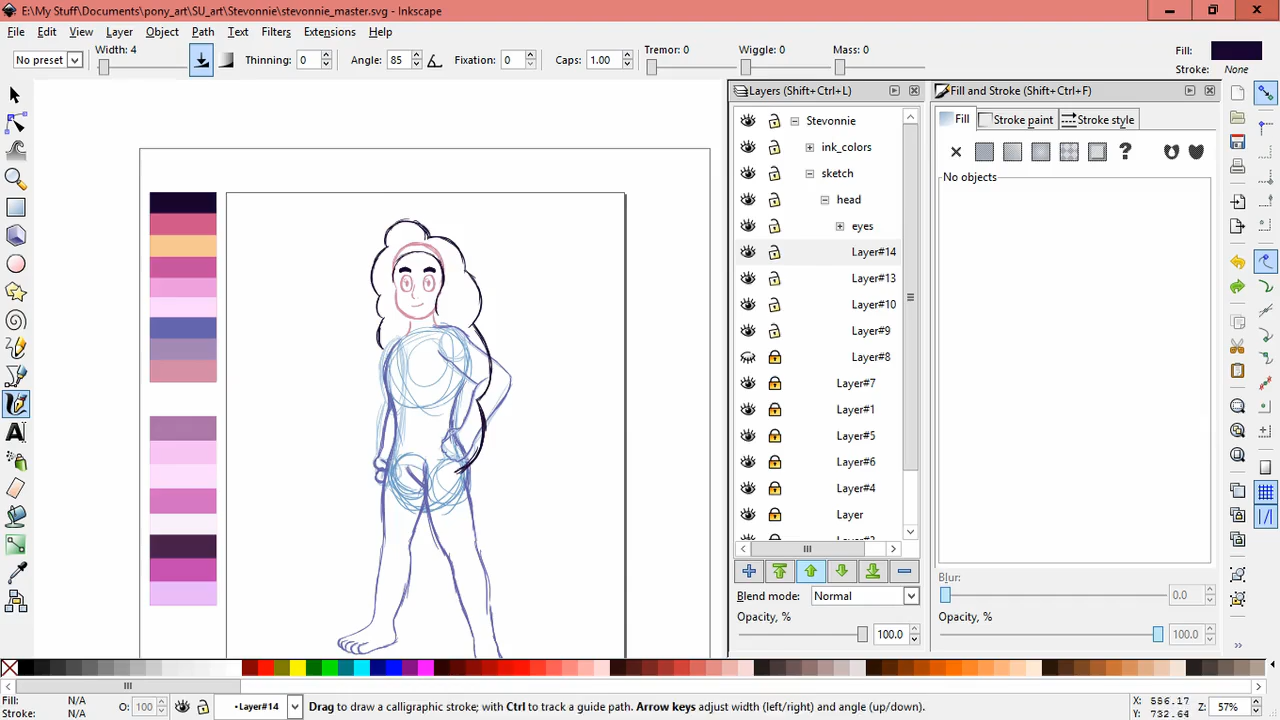 E:\My Stuff\Documents\pony_art\SU_art\Stevonnie\stevonnie_master.svg - Inkscape
File Edit View Layer Object Path Filters Text Extensions Help
No preset Width: 4 Thinning: 0 Angle: 85 Fixation: 0 Caps: 1.00 Tremor: 0 Wiggle: 0 Mass: 0 Fill:
Stroke: None
Layers (Shift+Ctrl+L) Fill and Stroke (Shift+Ctrl+F)
Fill Stroke paint Stroke style
No objects
Stevonnie
ink_colors
sketch
head
eyes
Layer#14
Layer#13
Layer#10
Layer#9
Layer#8
Layer#7
Layer#1
Layer#5
Layer#6
Layer#4
Layer
Blend mode: Normal
Opacity, %
100.0
Blur:
0.0
Opacity, %
100.0
Fill: N/A
Stroke: N/A
O: 100
•Layer#14
Drag to draw a calligraphic stroke; with Ctrl to track a guide path. Arrow keys adjust width (left/right) and angle (up/down).
X: 586.17
Y: 732.64
Z: 57%